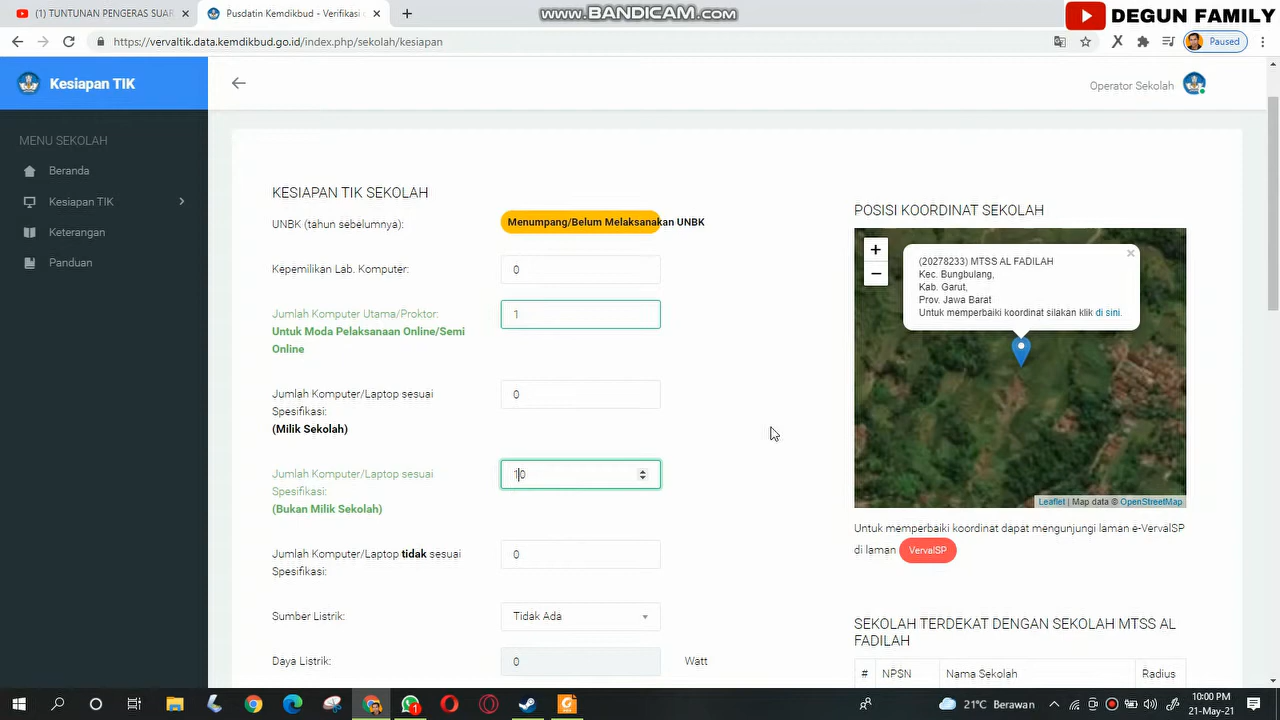 (1) TUNTUNAN PENGERAS SUAR
Pusdatin Kemdikbud - Verifikasi
WWW.BANDICAM.COM
DEGUN FAMILY
https://vervaltik.data.kemdikbud.go.id/index.php/sekolah/kesiapan
Paused
Kesiapan TIK
Operator Sekolah
MENU SEKOLAH
Beranda
Kesiapan TIK
Keterangan
Panduan
KESIAPAN TIK SEKOLAH
UNBK (tahun sebelumnya):
Menumpang/Belum Melaksanakan UNBK
Kepemilikan Lab. Komputer:
0
Jumlah Komputer Utama/Proktor:
Untuk Moda Pelaksanaan Online/Semi
Online
1
Jumlah Komputer/Laptop sesuai
Spesifikasi:
(Milik Sekolah)
0
Jumlah Komputer/Laptop sesuai
Spesifikasi:
(Bukan Milik Sekolah)
10
Jumlah Komputer/Laptop tidak sesuai
Spesifikasi:
0
Sumber Listrik:
Tidak Ada
Daya Listrik:
0
Watt
POSISI KOORDINAT SEKOLAH
+
−
(20278233) MTSS AL FADILAH
Kec. Bungbulang,
Kab. Garut,
Prov. Jawa Barat
Untuk memperbaiki koordinat silakan klik di sini.
Leaflet | Map data © OpenStreetMap
Untuk memperbaiki koordinat dapat mengunjungi laman e-VervalSP
di laman VervalSP
SEKOLAH TERDEKAT DENGAN SEKOLAH MTSS AL
FADILAH
# NPSN Nama Sekolah Radius
1
21°C Berawan
10:00 PM
21-May-21